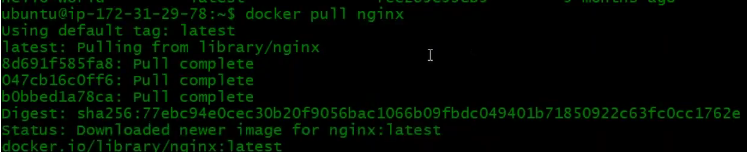 ubuntu@ip-172-31-29-78:~$ docker pull nginx
Using default tag: latest
latest: Pulling from library/nginx
8d691f585fa8: Pull complete
047cb16c0ff6: Pull complete
b0bbed1a78ca: Pull complete
Digest: sha256:77ebc94e0cec30b20f9056bac1066b09fbdc049401b71850922c63fc0cc1762e
Status: Downloaded newer image for nginx:latest
docker.io/library/nginx:latest